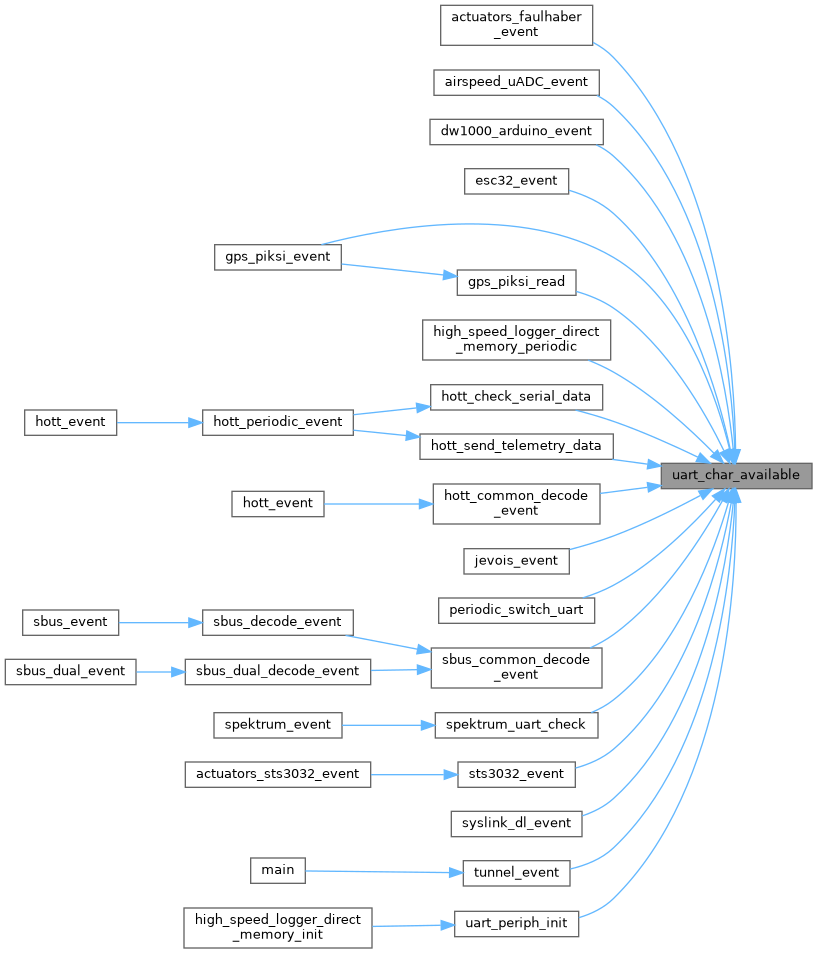 actuators_faulhaber
_event
airspeed_uADC_event
dw1000_arduino_event
esc32_event
gps_piksi_event
gps_piksi_read
high_speed_logger_direct
_memory_periodic
hott_check_serial_data
hott_event
hott_periodic_event
hott_send_telemetry_data
uart_char_available
hott_event
hott_common_decode
_event
jevois_event
periodic_switch_uart
sbus_event
sbus_decode_event
sbus_common_decode
_event
sbus_dual_event
sbus_dual_decode_event
spektrum_event
spektrum_uart_check
actuators_sts3032_event
sts3032_event
syslink_dl_event
main
tunnel_event
high_speed_logger_direct
_memory_init
uart_periph_init